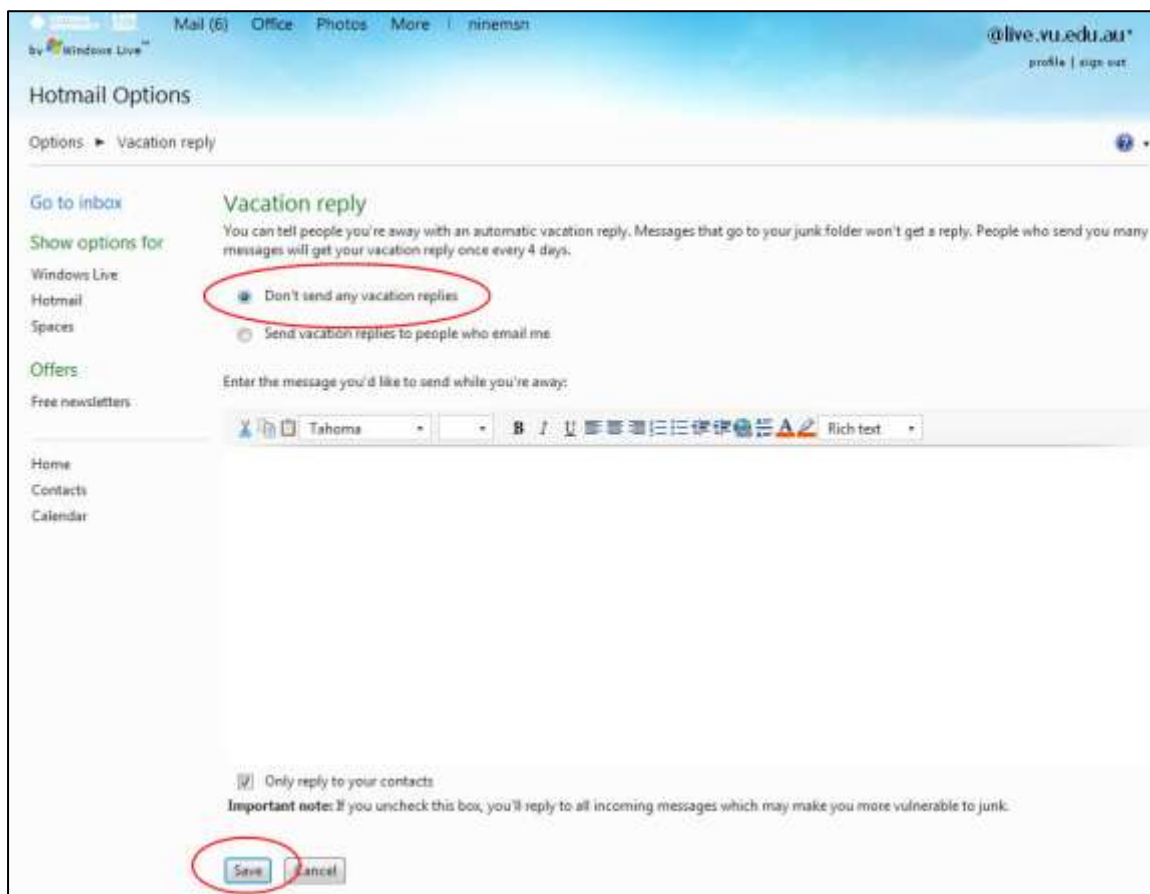 Mail (6) Office Photos More | ninemsn
by Windows Live™
@live.vu.edu.au
profile | sign out
Hotmail Options
Options ► Vacation reply
Go to inbox
Show options for
Windows Live
Hotmail
Spaces
Offers
Free newsletters
Home
Contacts
Calendar
Vacation reply
You can tell people you're away with an automatic vacation reply. Messages that go to your junk folder won't get a reply. People who send you many
messages will get your vacation reply once every 4 days.
Don't send any vacation replies
Send vacation replies to people who email me
Enter the message you'd like to send while you're away:
Tahoma B I U A Rich text
Only reply to your contacts
Important note: If you uncheck this box, you'll reply to all incoming messages which may make you more vulnerable to junk.
Save Cancel